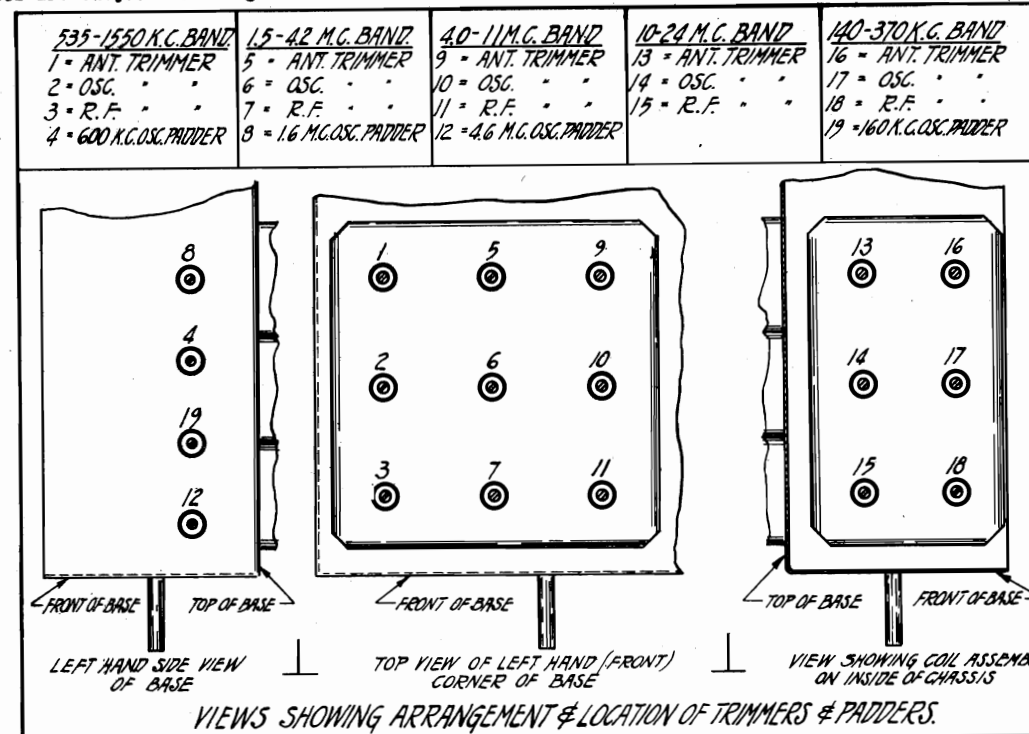 535-1550 K.C. BAND
1 = ANT. TRIMMER
2 = OSC. " "
3 = R.F. " "
4 = 600 K.C. OSC. PADDER
1.5-4.2 M.C. BAND
5 = ANT. TRIMMER
6 = OSC. " "
7 = R.F. " "
8 = 1.6 M.C. OSC. PADDER
4.0-11 M.C. BAND
9 = ANT. TRIMMER
10 = OSC. " "
11 = R.F. " "
12 = 4.6 M.C. OSC. PADDER
10-24 M.C. BAND
13 = ANT. TRIMMER
14 = OSC. " "
15 = R.F. " "
140-370 K.C. BAND
16 = ANT. TRIMMER
17 = OSC. " "
18 = R.F. " "
19 = 160 K.C. OSC. PADDER
8
4
19
12
FRONT OF BASE
TOP OF BASE
LEFT HAND SIDE VIEW
OF BASE
1 5 9
2 6 10
3 7 11
FRONT OF BASE
TOP VIEW OF LEFT HAND (FRONT)
CORNER OF BASE
13 16
14 17
15 18
TOP OF BASE
FRONT OF BASE
VIEW SHOWING COIL ASSEMB
ON INSIDE OF CHASSIS
VIEWS SHOWING ARRANGEMENT & LOCATION OF TRIMMERS & PADDERS.